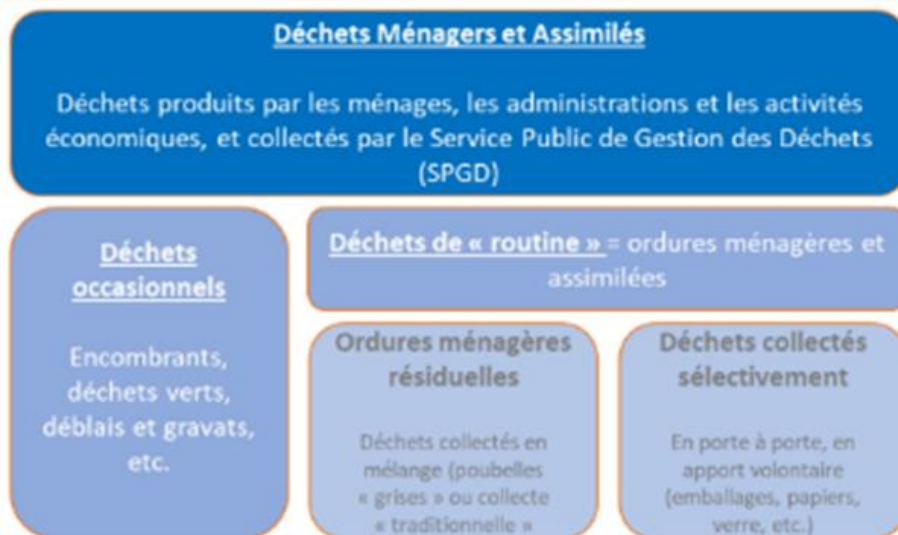 Déchets Ménagers et Assimilés
Déchets produits par les ménages, les administrations et les activités
économiques, et collectés par le Service Public de Gestion des Déchets
(SPGD)
Déchets
occasionnels
Encombrants,
déchets verts,
déblais et gravats,
etc.
Déchets de « routine » = ordures ménagères et
assimilées
Ordures ménagères
résiduelles
Déchets collectés en
mélange (poubelles
« grises » ou collecte
« traditionnelle »
Déchets collectés
sélectivement
En porte à porte, en
apport volontaire
(emballages, papiers,
verre, etc.)